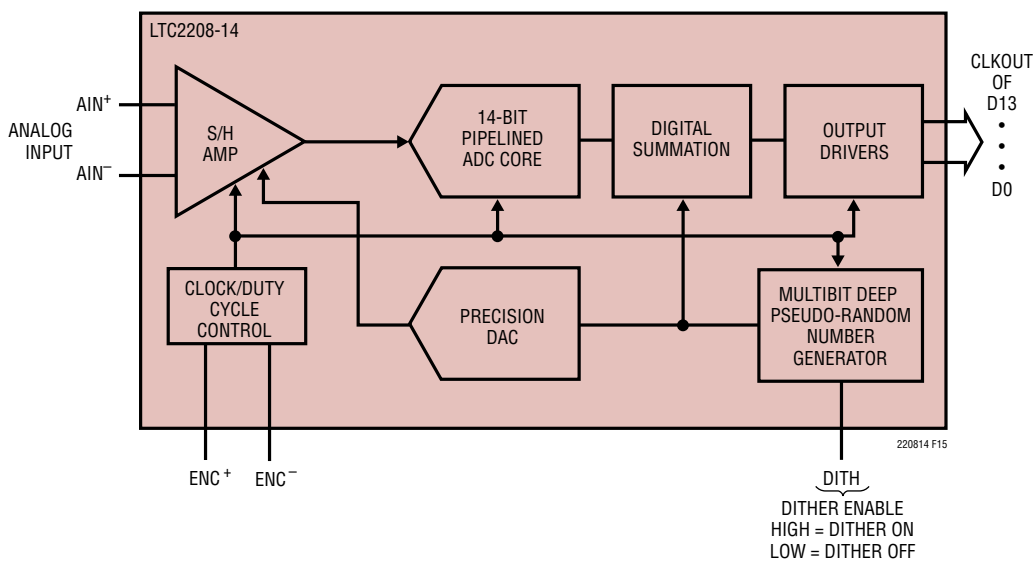 LTC2208-14
AIN+
ANALOG
INPUT
AIN−
S/H
AMP
14-BIT
PIPELINED
ADC CORE
DIGITAL
SUMMATION
OUTPUT
DRIVERS
CLKOUT
OF
D13
•
•
•
D0
CLOCK/DUTY
CYCLE
CONTROL
PRECISION
DAC
MULTIBIT DEEP
PSEUDO-RANDOM
NUMBER
GENERATOR
220814 F15
ENC +
ENC −
DITH
DITHER ENABLE
HIGH = DITHER ON
LOW = DITHER OFF